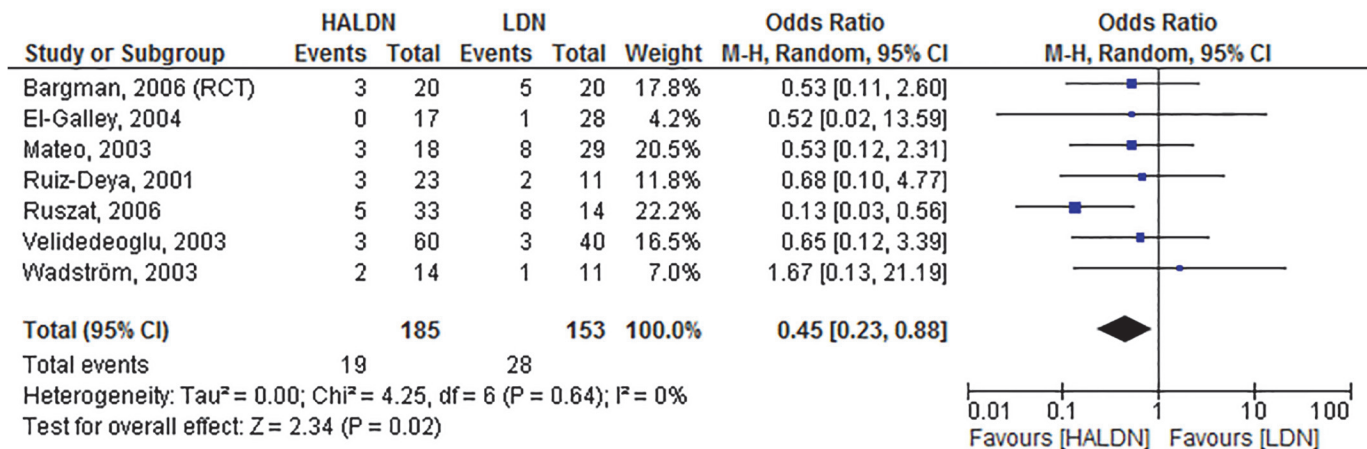 HALDN LDN Odds Ratio Odds Ratio
Study or Subgroup Events Total Events Total Weight M-H, Random, 95% CI M-H, Random, 95% CI
Bargman, 2006 (RCT) 3 20 5 20 17.8% 0.53 [0.11, 2.60]
El-Galley, 2004 0 17 1 28 4.2% 0.52 [0.02, 13.59]
Mateo, 2003 3 18 8 29 20.5% 0.53 [0.12, 2.31]
Ruiz-Deya, 2001 3 23 2 11 11.8% 0.68 [0.10, 4.77]
Ruszat, 2006 5 33 8 14 22.2% 0.13 [0.03, 0.56]
Velidedeoglu, 2003 3 60 3 40 16.5% 0.65 [0.12, 3.39]
Wadström, 2003 2 14 1 11 7.0% 1.67 [0.13, 21.19]
Total (95% CI) 185 153 100.0% 0.45 [0.23, 0.88]
Total events 19 28
Heterogeneity: Tau² = 0.00; Chi² = 4.25, df = 6 (P = 0.64); I² = 0%
Test for overall effect: Z = 2.34 (P = 0.02)
0.01 0.1 1 10 100
Favours [HALDN] Favours [LDN]